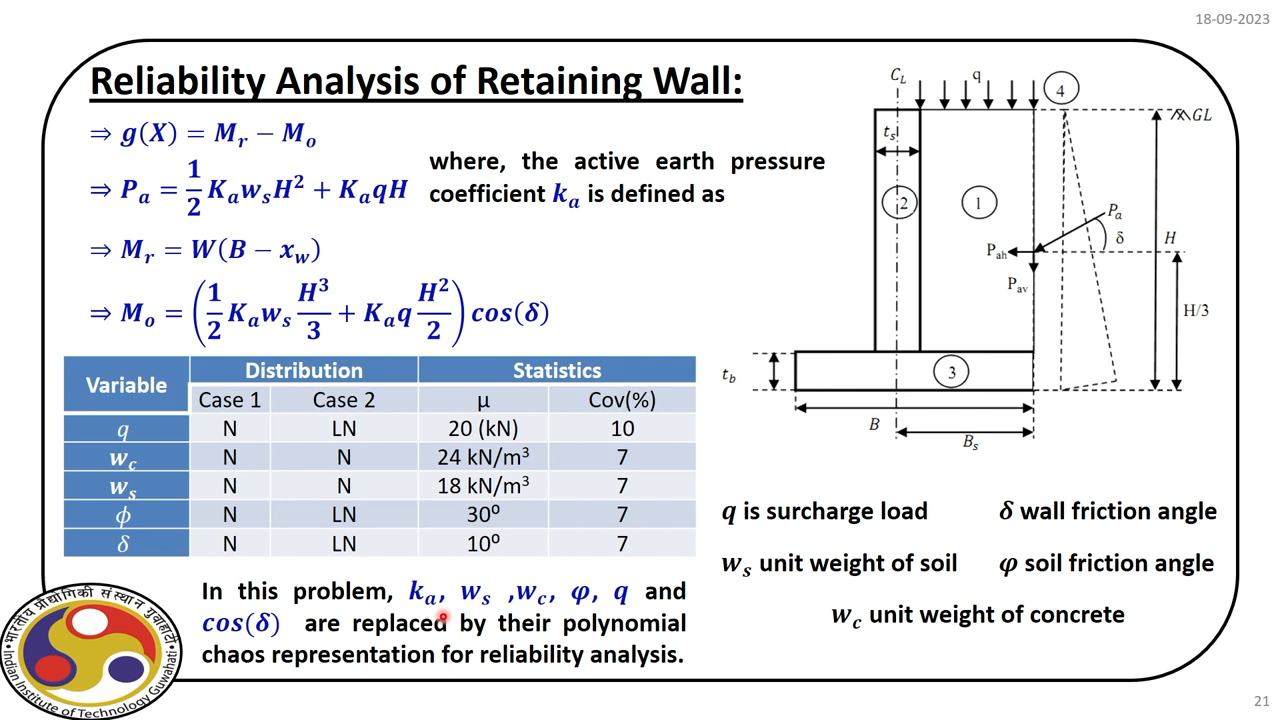 18-09-2023
Reliability Analysis of Retaining Wall:
⇒ g(X) = M_r − M_o
⇒ P_a = 1/2 K_a w_s H² + K_a qH
where, the active earth pressure
coefficient k_a is defined as
⇒ M_r = W(B − x_w)
⇒ M_o = (1/2 K_a w_s H³/3 + K_a q H²/2) cos(δ)
Variable Distribution Statistics
Case 1 Case 2 μ Cov(%)
q N LN 20 (kN) 10
w_c N N 24 kN/m³ 7
w_s N N 18 kN/m³ 7
ϕ N LN 30⁰ 7
δ N LN 10⁰ 7
In this problem, k_a, w_s ,w_c, φ, q and
cos(δ) are replaced by their polynomial
chaos representation for reliability analysis.
C_L q 4
GL
t_s
2 1
P_a
δ H
P_ah
P_av
H/3
t_b 3
B
B_s
q is surcharge load δ wall friction angle
w_s unit weight of soil φ soil friction angle
w_c unit weight of concrete
भारतीय प्रौद्योगिकी संस्थान गुवाहाटी
Indian Institute of Technology Guwahati
21